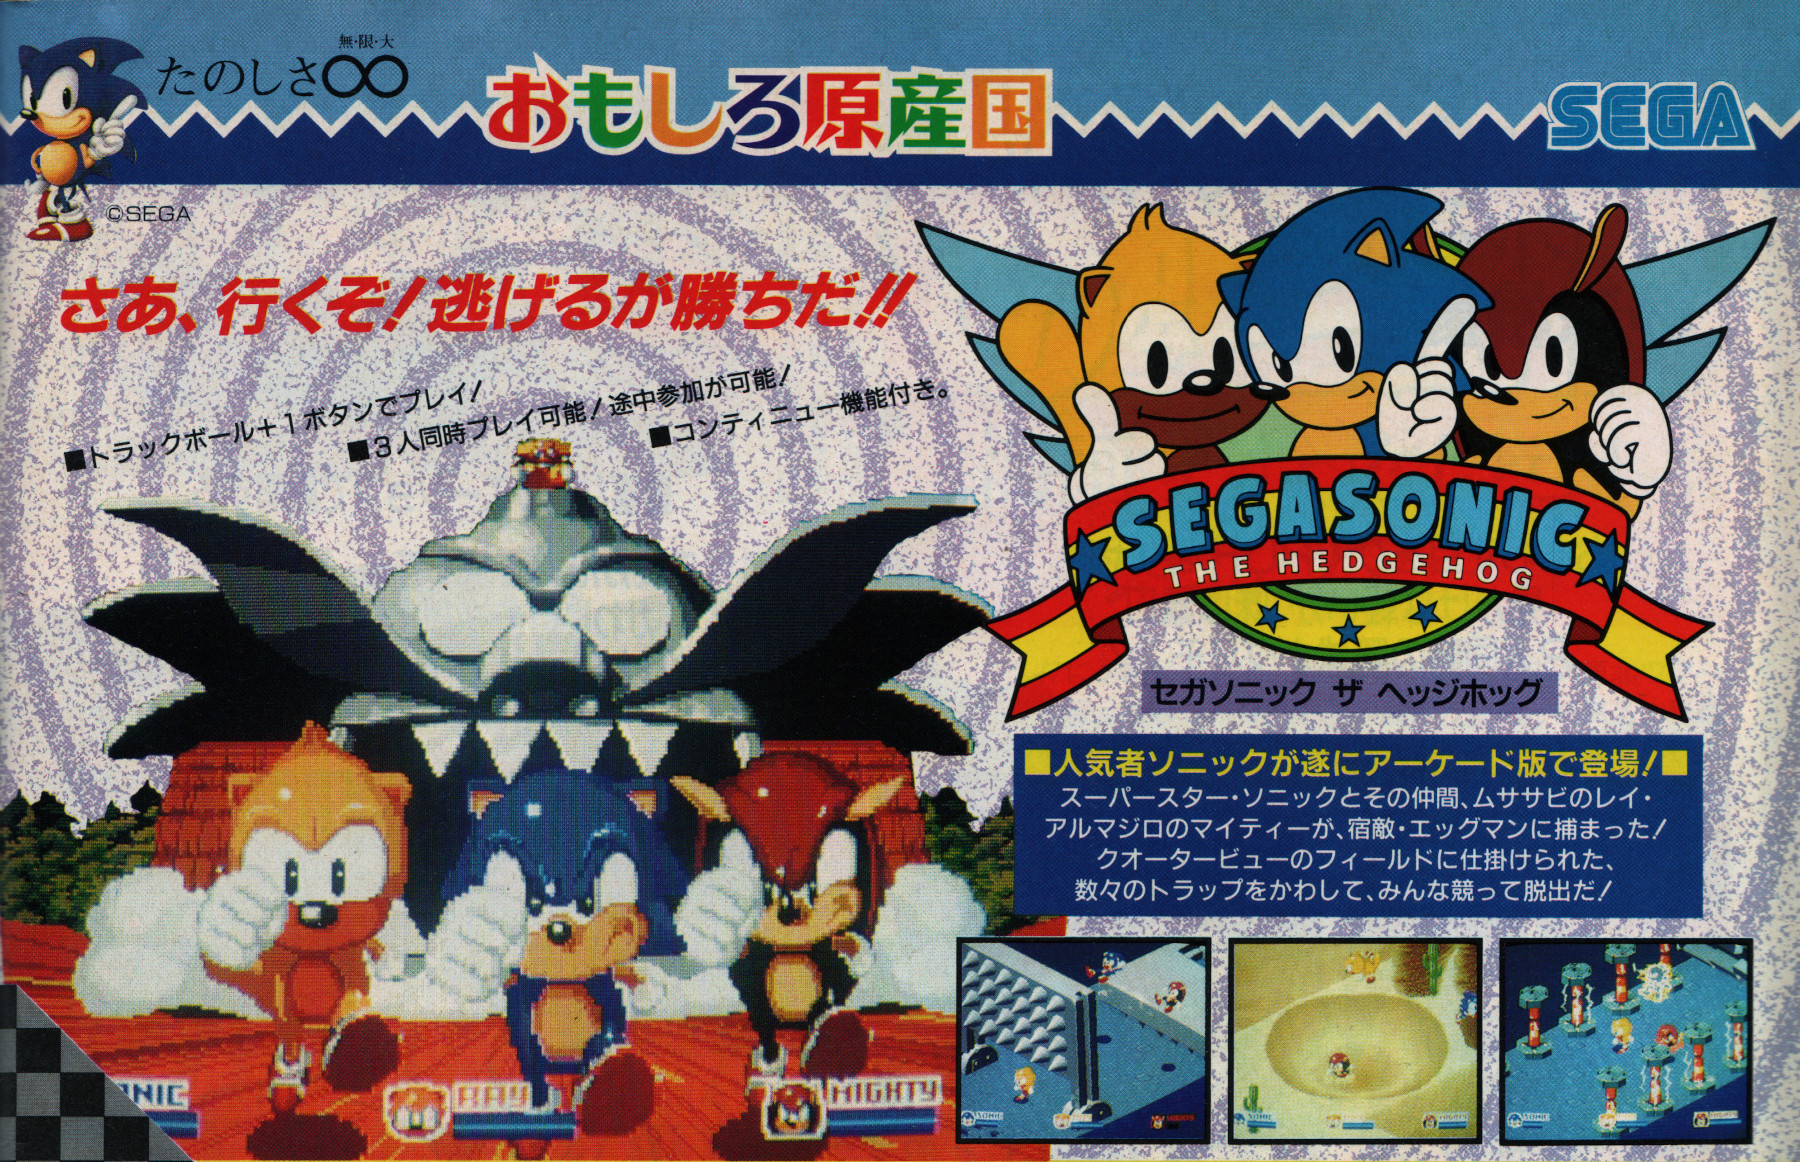 たのしさ∞
無・限・大
おもしろ原産国
SEGA
©SEGA
さあ、行くぞ!逃げるが勝ちだ!!
■トラックボール+1ボタンでプレイ!
■3人同時プレイ可能!途中参加が可能!
■コンティニュー機能付き。
SEGASONIC
THE HEDGEHOG
セガソニック ザ ヘッジホッグ
■人気者ソニックが遂にアーケード版で登場!■
スーパースター・ソニックとその仲間、ムササビのレイ・
アルマジロのマイティーが、宿敵・エッグマンに捕まった!
クオータービューのフィールドに仕掛けられた、
数々のトラップをかわして、みんな競って脱出だ!
ONIC
RAY
MIGHTY
SONIC
MIGHTY
SONIC
MIGHTY
SONIC
MIGHTY